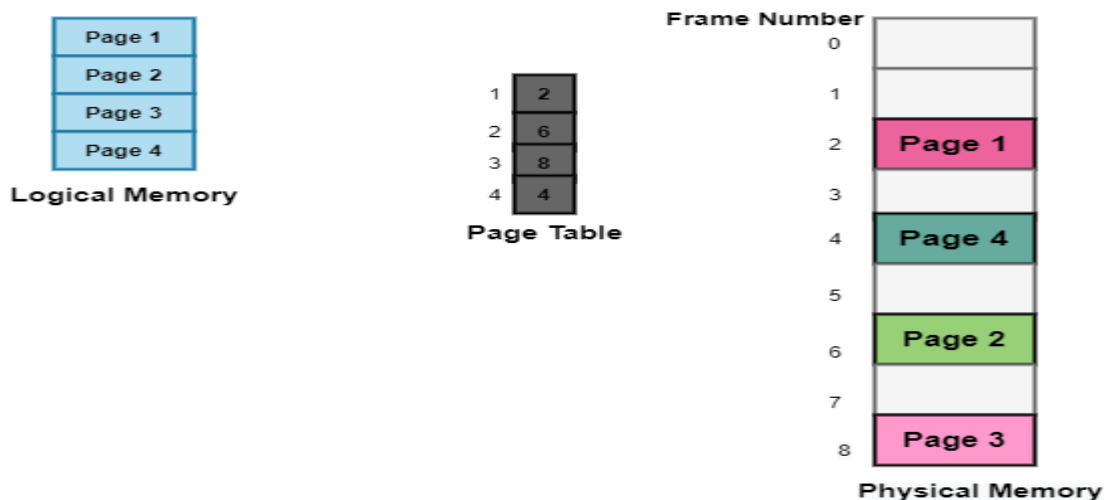 Page 1
Page 2
Page 3
Page 4
Logical Memory
1 2
2 6
3 8
4 4
Page Table
Frame Number
0
1
2 Page 1
3
4 Page 4
5
6 Page 2
7
8 Page 3
Physical Memory